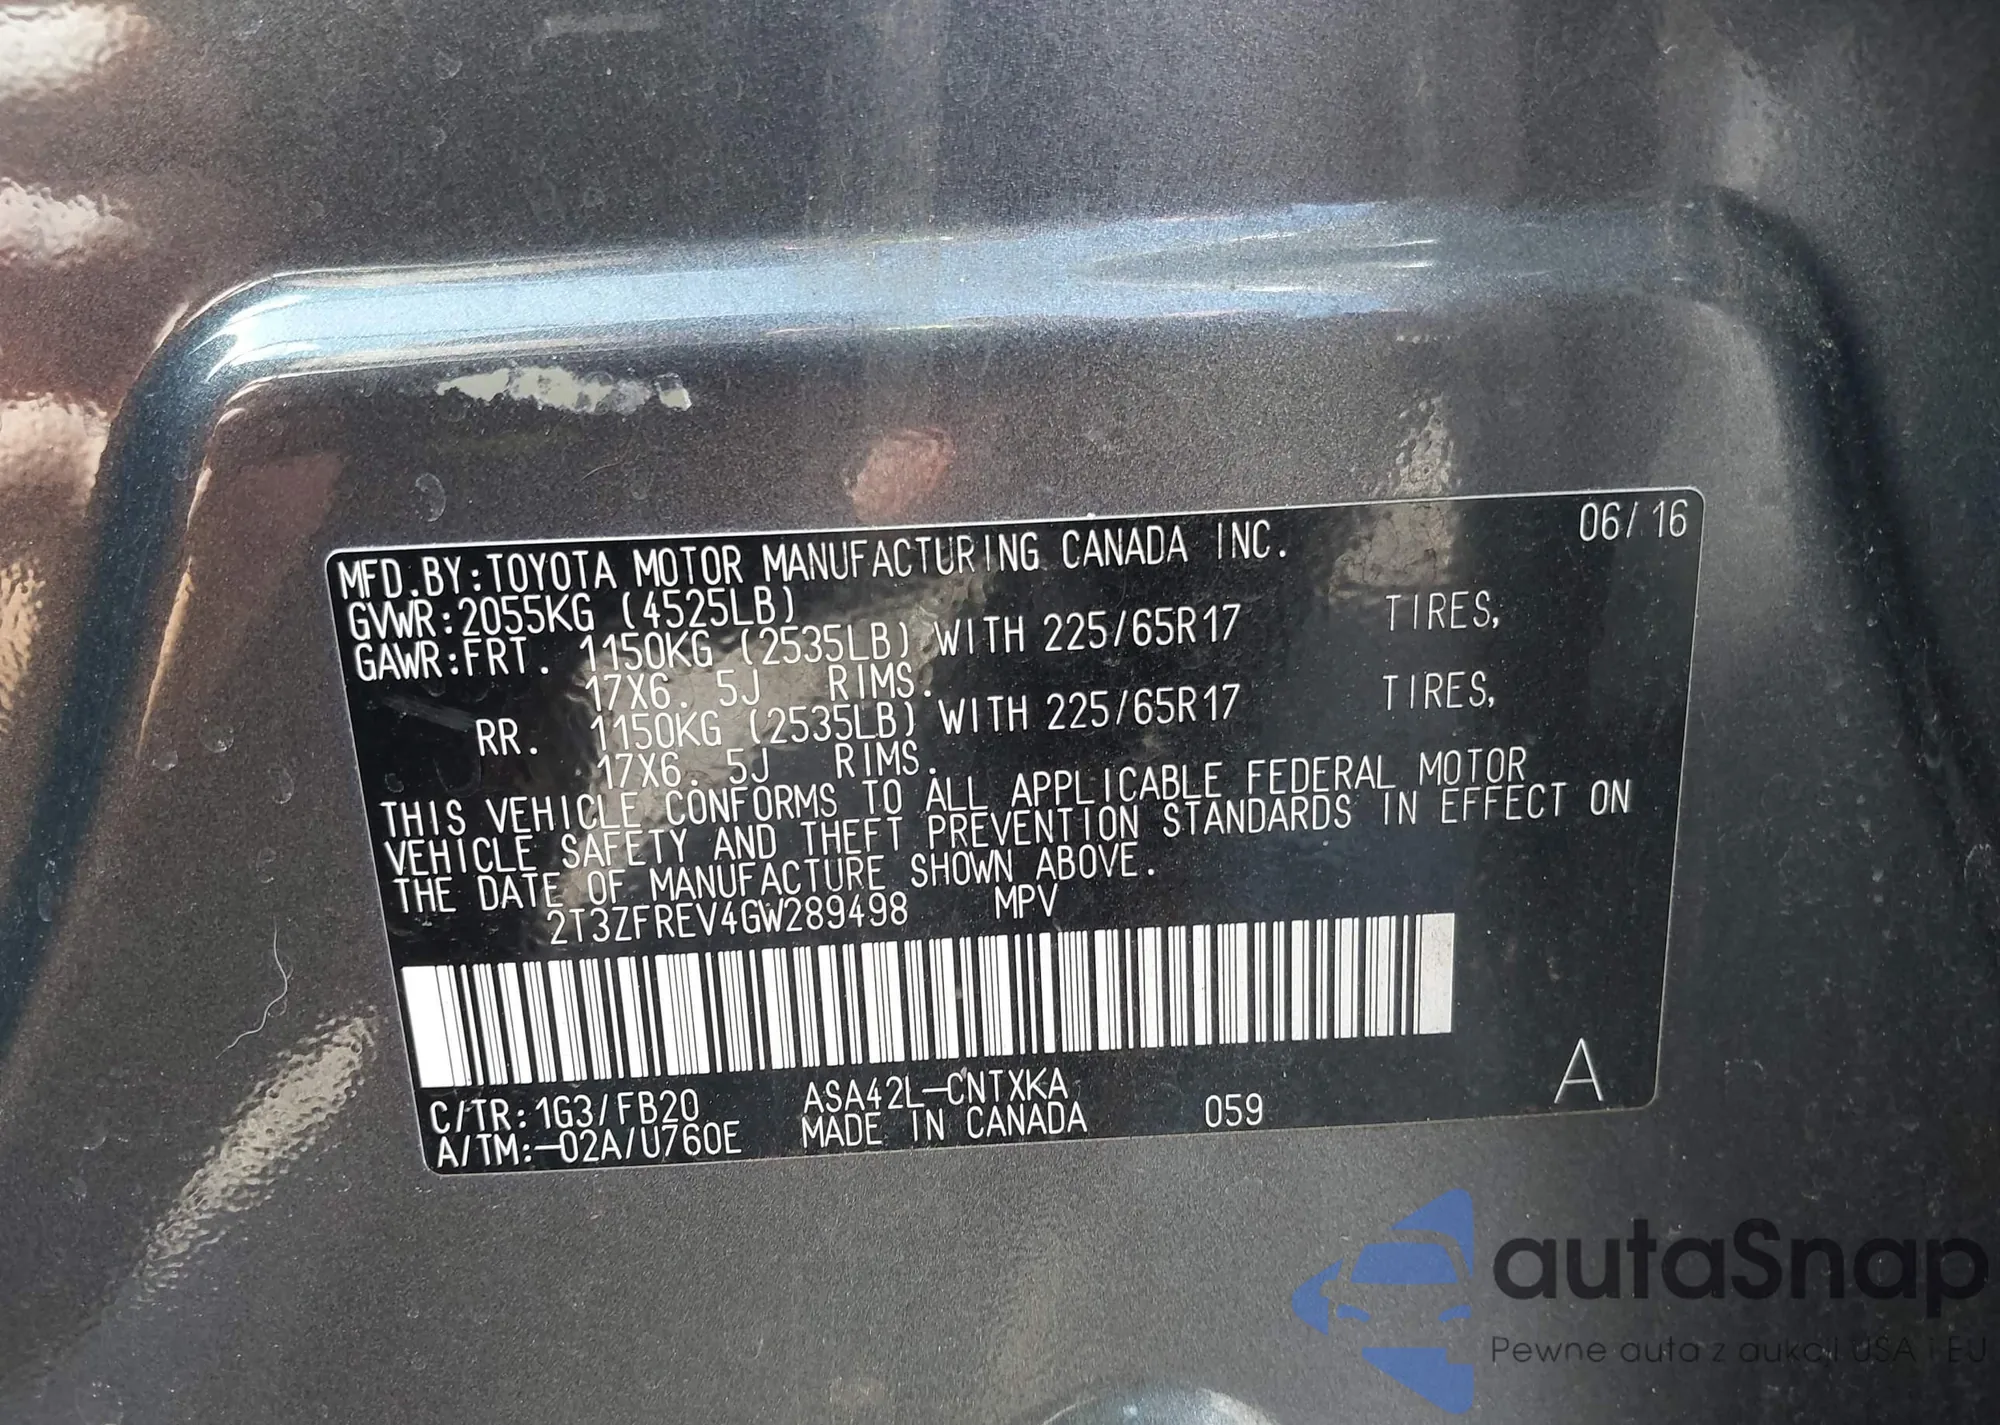 06/16
MFD.BY:TOYOTA MOTOR MANUFACTURING CANADA INC.
GVWR:2055KG (4525LB)
GAWR:FRT. 1150KG (2535LB) WITH 225/65R17 TIRES,
17X6.5J RIMS.
RR. 1150KG (2535LB) WITH 225/65R17 TIRES,
17X6.5J RIMS.
THIS VEHICLE CONFORMS TO ALL APPLICABLE FEDERAL MOTOR
VEHICLE SAFETY AND THEFT PREVENTION STANDARDS IN EFFECT ON
THE DATE OF MANUFACTURE SHOWN ABOVE.
2T3ZFREV4GW289498 MPV
C/TR:1G3/FB20 ASA42L-CNTXKA
A/TM:-02A/U760E MADE IN CANADA 059 A
autaSnap
Pewne auta z aukcji USA i EU